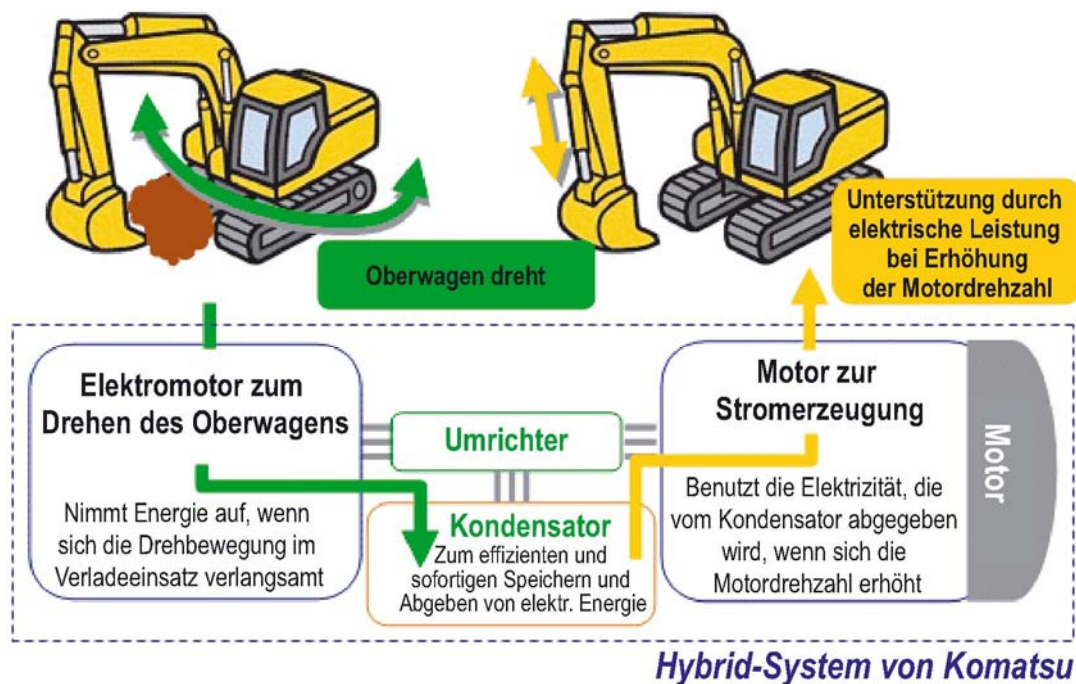 Oberwagen dreht
Unterstützung durch
elektrische Leistung
bei Erhöhung
der Motordrehzahl
Elektromotor zum
Drehen des Oberwagens
Nimmt Energie auf, wenn
sich die Drehbewegung im
Verladeeinsatz verlangsamt
Umrichter
Kondensator
Zum effizienten und
sofortigen Speichern und
Abgeben von elektr. Energie
Motor zur
Stromerzeugung
Benutzt die Elektrizität, die
vom Kondensator abgegeben
wird, wenn sich die
Motordrehzahl erhöht
Motor
Hybrid-System von Komatsu